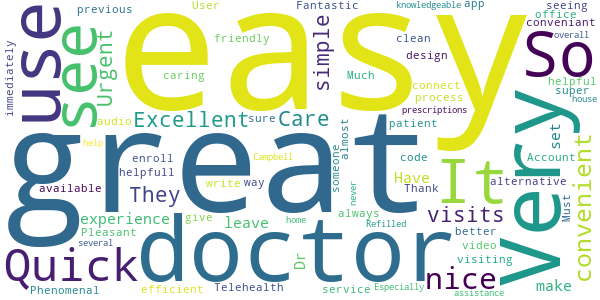 previous
User
Fantastic
knowledgeable
app
seeing
use
see
Urgent
easy
simple
office
conveniant
So
friendly
clean
design
overall
immediately
caring
Much
connect
process
helpful
super
house
audio
Excellent
sure
Care
prescriptions
patient
very
set
great
help
almost
enroll
Campbell
someone
code
Account
convenient
helpfull
They
write
way
never
Have
Thank
It
alternative
available
experience
give
leave
home
always
Refilled
visits
better
Must
Pleasant
several
doctor
Dr
video
visiting
Quick
nice
make
Phenomenal
efficient
Telehealth
service
Especially
assistance